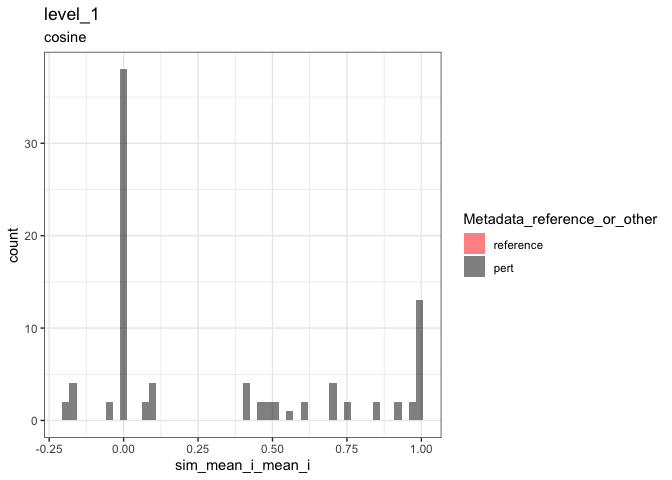 level_1
cosine
30
20
10
0
count
-0.25 0.00 0.25 0.50 0.75 1.00
sim_mean_i_mean_i
Metadata_reference_or_other
reference
pert